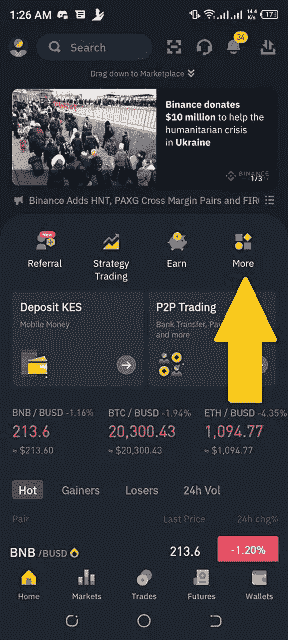 1:26 AM
14.4
K/s
17
Search
34
Drag down to Marketplace
Binance donates
$10 million to help the
humanitarian crisis
in Ukraine
BINANCE
1/3
Binance Adds HNT, PAXG Cross Margin Pairs and FIR
New
Referral
Strategy
Trading
Earn
More
Deposit KES
Mobile Money
P2P Trading
Bank Transfer,
and more
BNB / BUSD -1.16%
BTC / BUSD -1.94%
ETH / BUSD -4.35%
213.6
20,300.43
1,094.77
≈ $213.60
≈ $20,300.43
≈ $1,094.77
Hot
Gainers
Losers
24h Vol
Pair
Last Price
24h chg%
BNB /BUSD
213.6
-1.20%
Home
Markets
Trades
Futures
Wallets